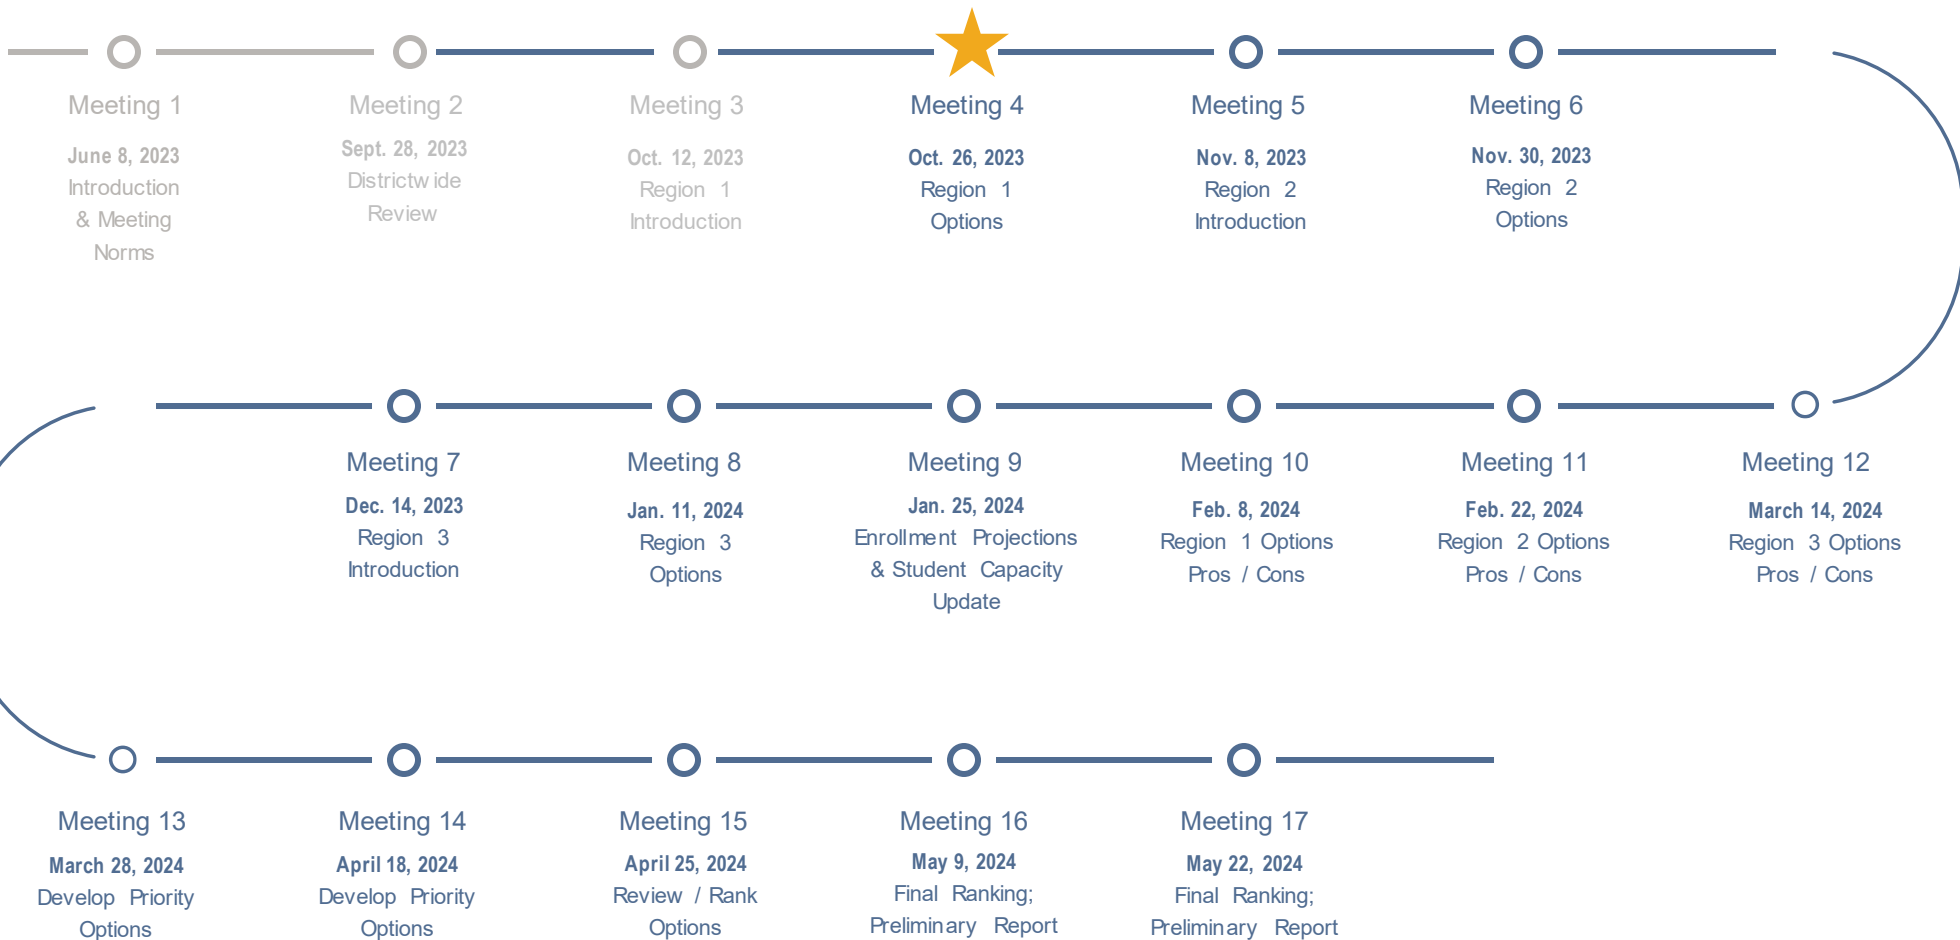 Meeting 1
June 8, 2023
Introduction
& Meeting
Norms
Meeting 2
Sept. 28, 2023
Districtwide
Review
Meeting 3
Oct. 12, 2023
Region 1
Introduction
Meeting 4
Oct. 26, 2023
Region 1
Options
Meeting 5
Nov. 8, 2023
Region 2
Introduction
Meeting 6
Nov. 30, 2023
Region 2
Options
Meeting 7
Dec. 14, 2023
Region 3
Introduction
Meeting 8
Jan. 11, 2024
Region 3
Options
Meeting 9
Jan. 25, 2024
Enrollment Projections
& Student Capacity
Update
Meeting 10
Feb. 8, 2024
Region 1 Options
Pros / Cons
Meeting 11
Feb. 22, 2024
Region 2 Options
Pros / Cons
Meeting 12
March 14, 2024
Region 3 Options
Pros / Cons
Meeting 13
March 28, 2024
Develop Priority
Options
Meeting 14
April 18, 2024
Develop Priority
Options
Meeting 15
April 25, 2024
Review / Rank
Options
Meeting 16
May 9, 2024
Final Ranking;
Preliminary Report
Meeting 17
May 22, 2024
Final Ranking;
Preliminary Report